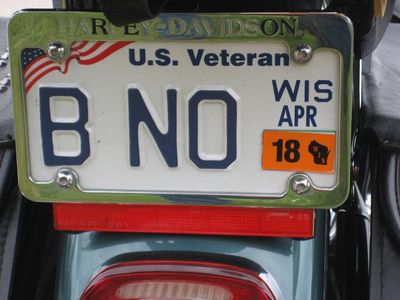 HARLEY-DAVIDSON
U.S. Veteran
WIS
APR
B NO
18